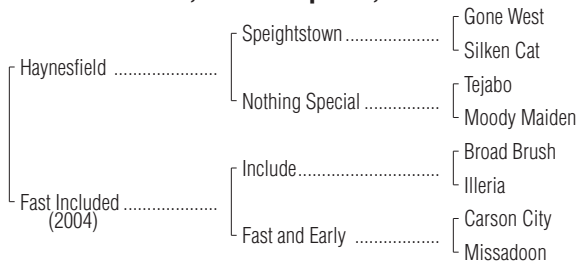 Gone West
Speightstown ....................
Silken Cat
Haynesfield ......................
Tejabo
Nothing Special ................
Moody Maiden
Broad Brush
Include..............................
Illeria
Fast Included ....................
(2004)
Carson City
Fast and Early ..................
Missadoon